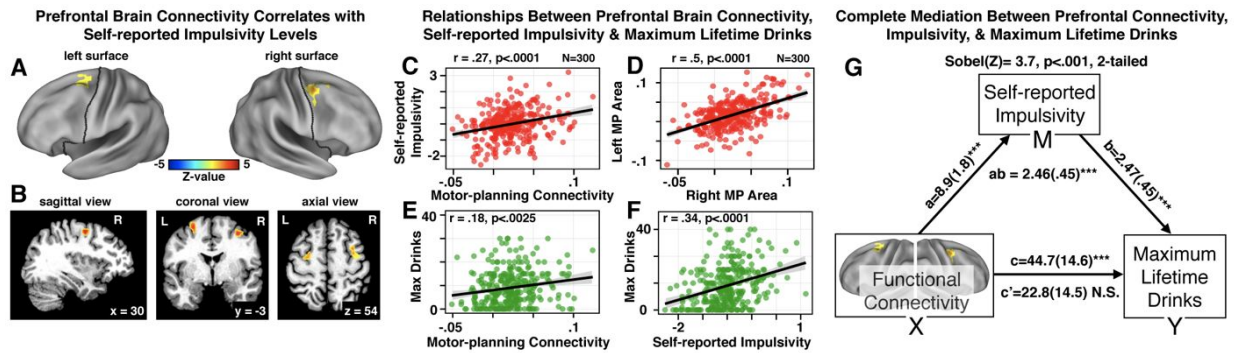 Prefrontal Brain Connectivity Correlates with
Self-reported Impulsivity Levels
A
left surface
right surface
-5
5
Z-value
B
sagittal view
coronal view
axial view
R
L
R
L
R
x = 30
y = -3
z = 54
Relationships Between Prefrontal Brain Connectivity,
Self-reported Impulsivity & Maximum Lifetime Drinks
C
r = .27, p<.0001
N=300
3
Self-reported
Impulsivity
-2
-.05
.1
Motor-planning Connectivity
D
r = .5, p<.0001
N=300
.1
Left MP Area
-.1
-.05
.1
Right MP Area
E
r = .18, p<.0025
40
Max Drinks
0
-.05
.1
Motor-planning Connectivity
F
r = .34, p<.0001
40
Max Drinks
0
-2
1
Self-reported Impulsivity
Complete Mediation Between Prefrontal Connectivity,
Impulsivity, & Maximum Lifetime Drinks
G
Sobel(Z)= 3.7, p<.001, 2-tailed
Self-reported
Impulsivity
M
a=8.9(1.8)***
ab = 2.46(.45)***
b=2.47(.45)***
Functional
Connectivity
X
c=44.7(14.6)***
c'=22.8(14.5) N.S.
Maximum
Lifetime
Drinks
Y